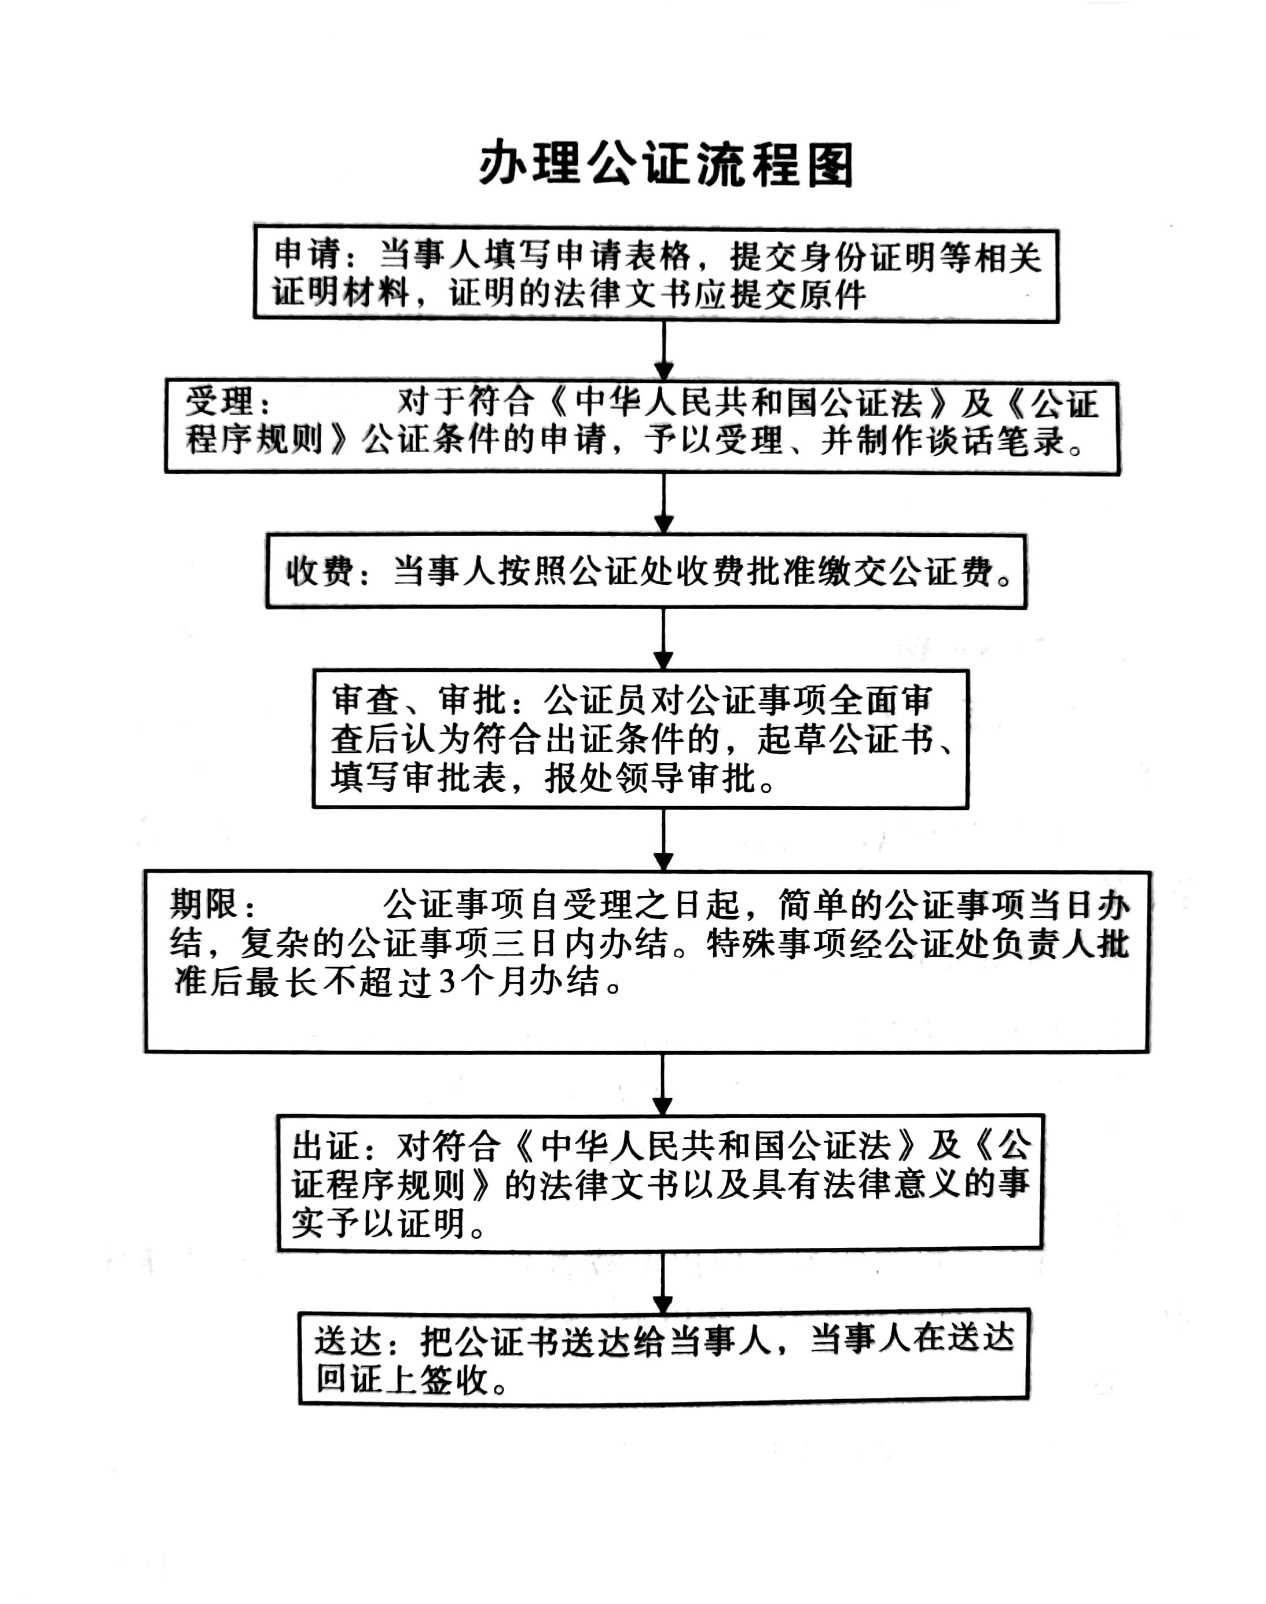 办理公证流程图
申请：当事人填写申请表格，提交身份证明等相关
证明材料，证明的法律文书应提交原件
受理： 对于符合《中华人民共和国公证法》及《公证
程序规则》公证条件的申请，予以受理、并制作谈话笔录。
收费：当事人按照公证处收费批准缴交公证费。
审查、审批：公证员对公证事项全面审
查后认为符合出证条件的，起草公证书、
填写审批表，报处领导审批。
期限： 公证事项自受理之日起，简单的公证事项当日办
结，复杂的公证事项三日内办结。特殊事项经公证处负责人批
准后最长不超过3个月办结。
出证：对符合《中华人民共和国公证法》及《公
证程序规则》的法律文书以及具有法律意义的事
实予以证明。
送达：把公证书送达给当事人，当事人在送达
回证上签收。